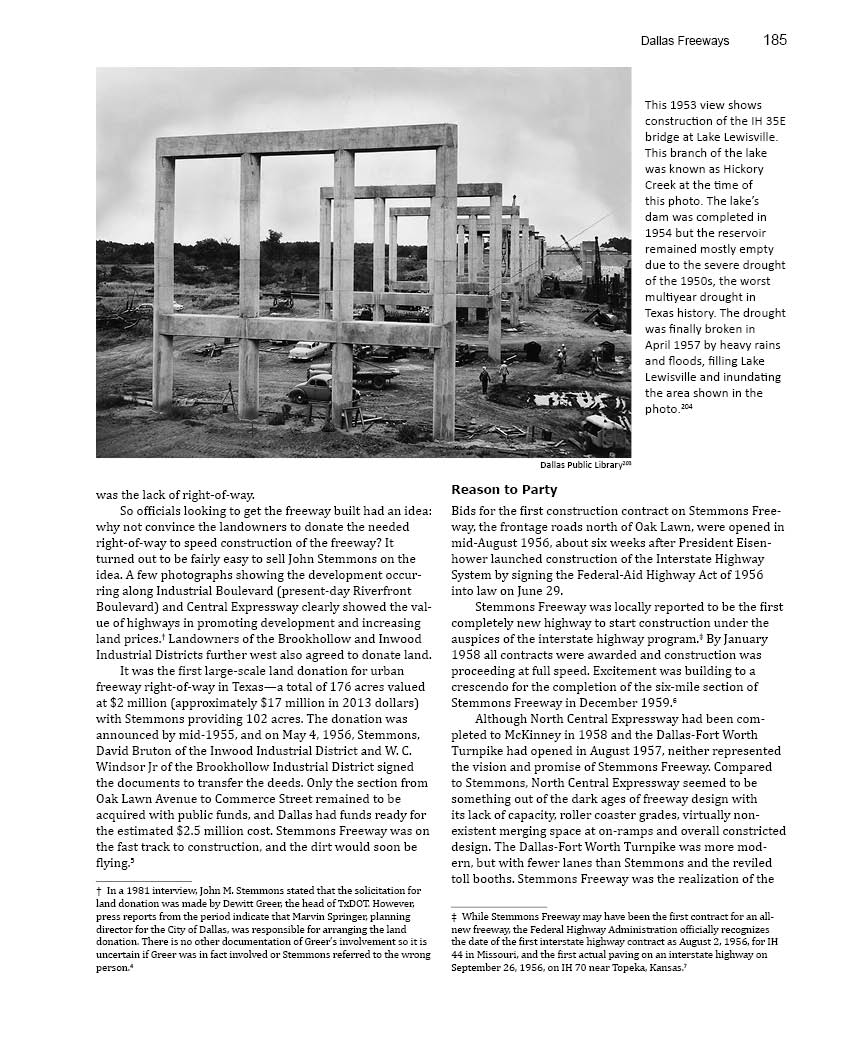 Dallas Freeways 185
This 1953 view shows
construction of the IH 35E
bridge at Lake Lewisville.
This branch of the lake
was known as Hickory
Creek at the time of
this photo. The lake’s
dam was completed in
1954 but the reservoir
remained mostly empty
due to the severe drought
of the 1950s, the worst
multiyear drought in
Texas history. The drought
was finally broken in
April 1957 by heavy rains
and floods, filling Lake
Lewisville and inundating
the area shown in the
photo.²⁰⁴
Dallas Public Library²⁰³
was the lack of right-of-way.
So officials looking to get the freeway built had an idea:
why not convince the landowners to donate the needed
right-of-way to speed construction of the freeway? It
turned out to be fairly easy to sell John Stemmons on the
idea. A few photographs showing the development occur-
ring along Industrial Boulevard (present-day Riverfront
Boulevard) and Central Expressway clearly showed the val-
ue of highways in promoting development and increasing
land prices.† Landowners of the Brookhollow and Inwood
Industrial Districts further west also agreed to donate land.
It was the first large-scale land donation for urban
freeway right-of-way in Texas—a total of 176 acres valued
at $2 million (approximately $17 million in 2013 dollars)
with Stemmons providing 102 acres. The donation was
announced by mid-1955, and on May 4, 1956, Stemmons,
David Bruton of the Inwood Industrial District and W. C.
Windsor Jr of the Brookhollow Industrial District signed
the documents to transfer the deeds. Only the section from
Oak Lawn Avenue to Commerce Street remained to be
acquired with public funds, and Dallas had funds ready for
the estimated $2.5 million cost. Stemmons Freeway was on
the fast track to construction, and the dirt would soon be
flying.⁵
† In a 1981 interview, John M. Stemmons stated that the solicitation for
land donation was made by Dewitt Greer, the head of TxDOT. However,
press reports from the period indicate that Marvin Springer, planning
director for the City of Dallas, was responsible for arranging the land
donation. There is no other documentation of Greer’s involvement so it is
uncertain if Greer was in fact involved or Stemmons referred to the wrong
person.⁴
Reason to Party
Bids for the first construction contract on Stemmons Free-
way, the frontage roads north of Oak Lawn, were opened in
mid-August 1956, about six weeks after President Eisen-
hower launched construction of the Interstate Highway
System by signing the Federal-Aid Highway Act of 1956
into law on June 29.
Stemmons Freeway was locally reported to be the first
completely new highway to start construction under the
auspices of the interstate highway program.‡ By January
1958 all contracts were awarded and construction was
proceeding at full speed. Excitement was building to a
crescendo for the completion of the six-mile section of
Stemmons Freeway in December 1959.⁶
Although North Central Expressway had been com-
pleted to McKinney in 1958 and the Dallas-Fort Worth
Turnpike had opened in August 1957, neither represented
the vision and promise of Stemmons Freeway. Compared
to Stemmons, North Central Expressway seemed to be
something out of the dark ages of freeway design with
its lack of capacity, roller coaster grades, virtually non-
existent merging space at on-ramps and overall constricted
design. The Dallas-Fort Worth Turnpike was more mod-
ern, but with fewer lanes than Stemmons and the reviled
toll booths. Stemmons Freeway was the realization of the
‡ While Stemmons Freeway may have been the first contract for an all-
new freeway, the Federal Highway Administration officially recognizes
the date of the first interstate highway contract as August 2, 1956, for IH
44 in Missouri, and the first actual paving on an interstate highway on
September 26, 1956, on IH 70 near Topeka, Kansas.⁷